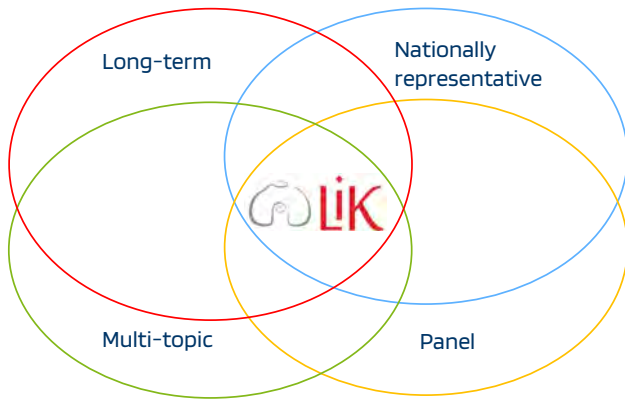 Long-term
Nationally
representative
LiK
Multi-topic
Panel